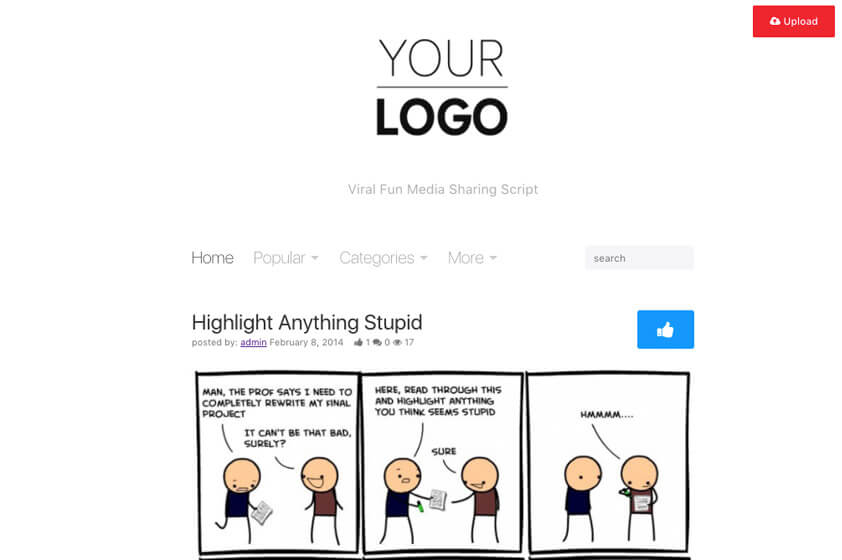 Upload
YOUR
LOGO
Viral Fun Media Sharing Script
Home Popular Categories More search
Highlight Anything Stupid
posted by: admin February 8, 2014 1 0 17
MAN, THE PROF SAYS I NEED TO
COMPLETELY REWRITE MY FINAL
PROJECT
IT CAN'T BE THAT BAD,
SURELY?
HERE, READ THROUGH THIS
AND HIGHLIGHT ANYTHING
YOU THINK SEEMS STUPID
SURE
HMMMM....